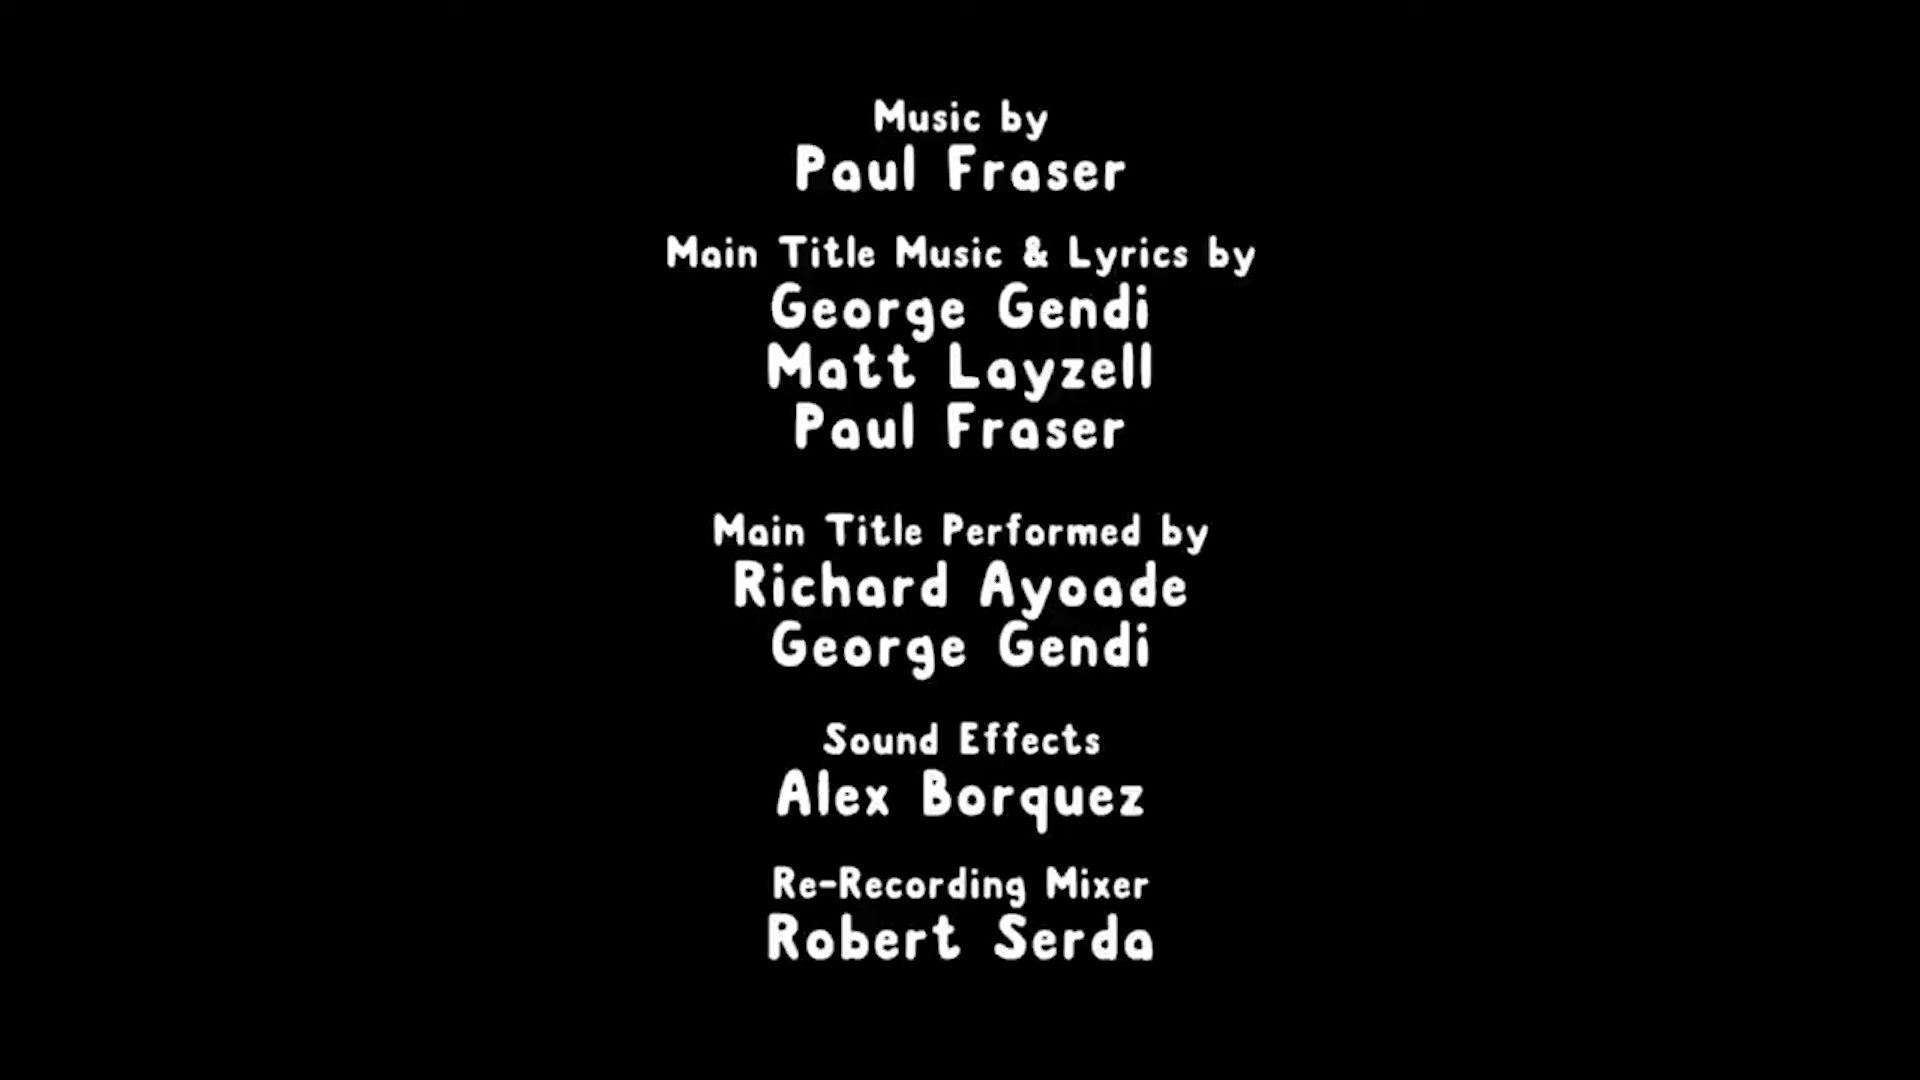 Music by
Paul Fraser
Main Title Music & Lyrics by
George Gendi
Matt Layzell
Paul Fraser
Main Title Performed by
Richard Ayoade
George Gendi
Sound Effects
Alex Borquez
Re-Recording Mixer
Robert Serda